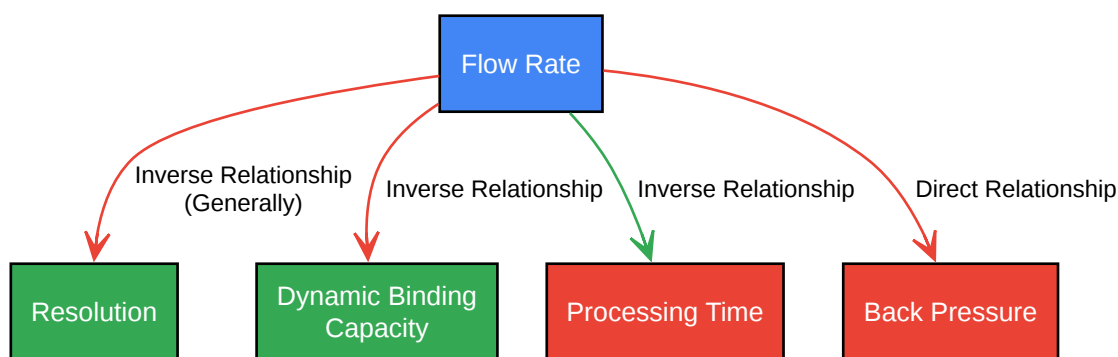 Flow Rate
Inverse Relationship
(Generally)
Inverse Relationship
Inverse Relationship
Direct Relationship
Resolution
Dynamic Binding
Capacity
Processing Time
Back Pressure